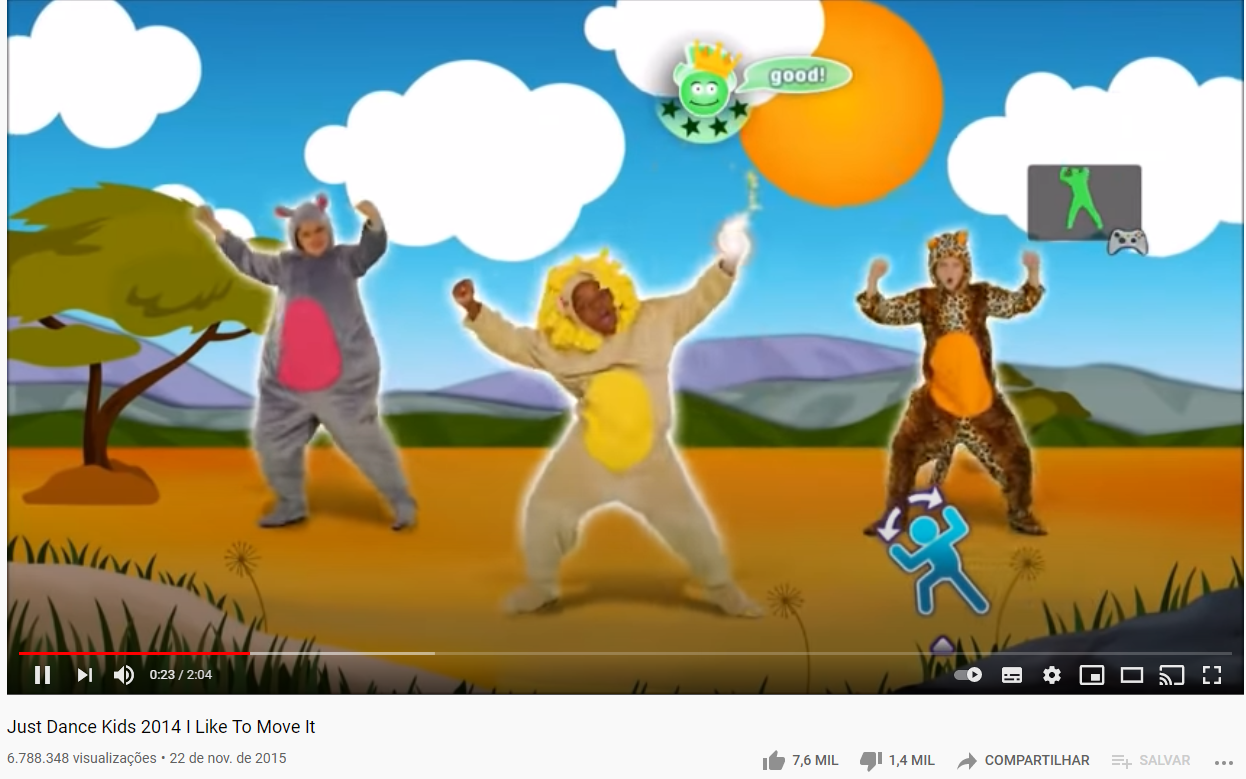 good!
0:23 / 2:04
Just Dance Kids 2014 I Like To Move It
6.788.348 visualizações • 22 de nov. de 2015
7,6 MIL 1,4 MIL COMPARTILHAR SALVAR